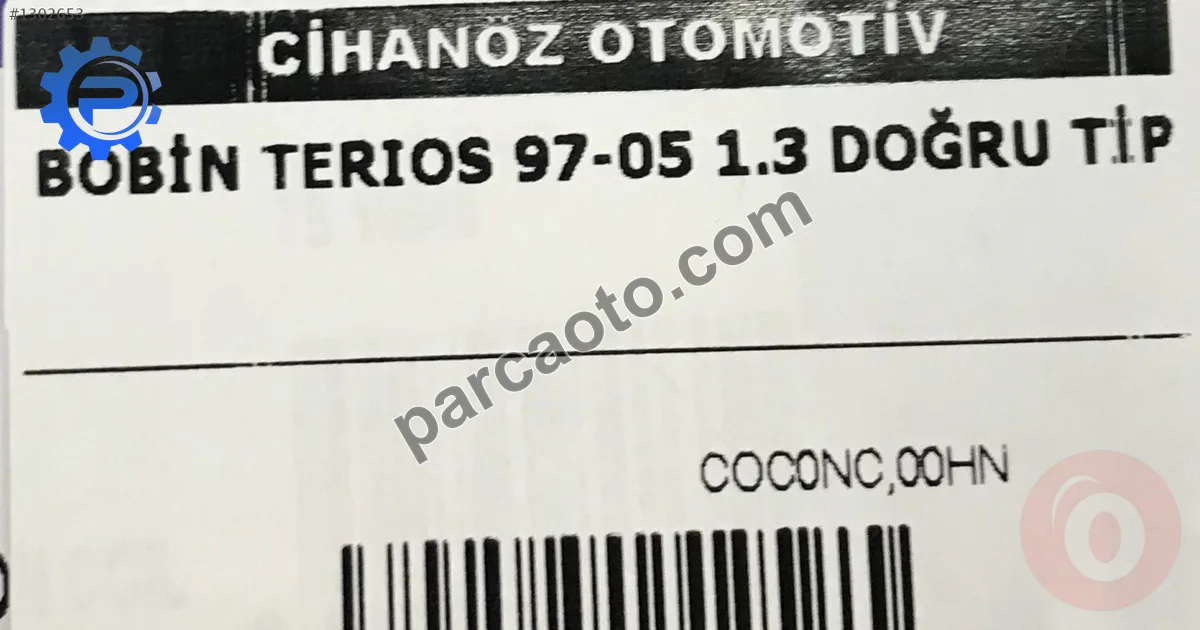 #1302653
CİHANÖZ OTOMOTİV
BOBİN TERIOS 97-05 1.3 DOĞRU TİP
parcaoto.com
COC0NC,00HN